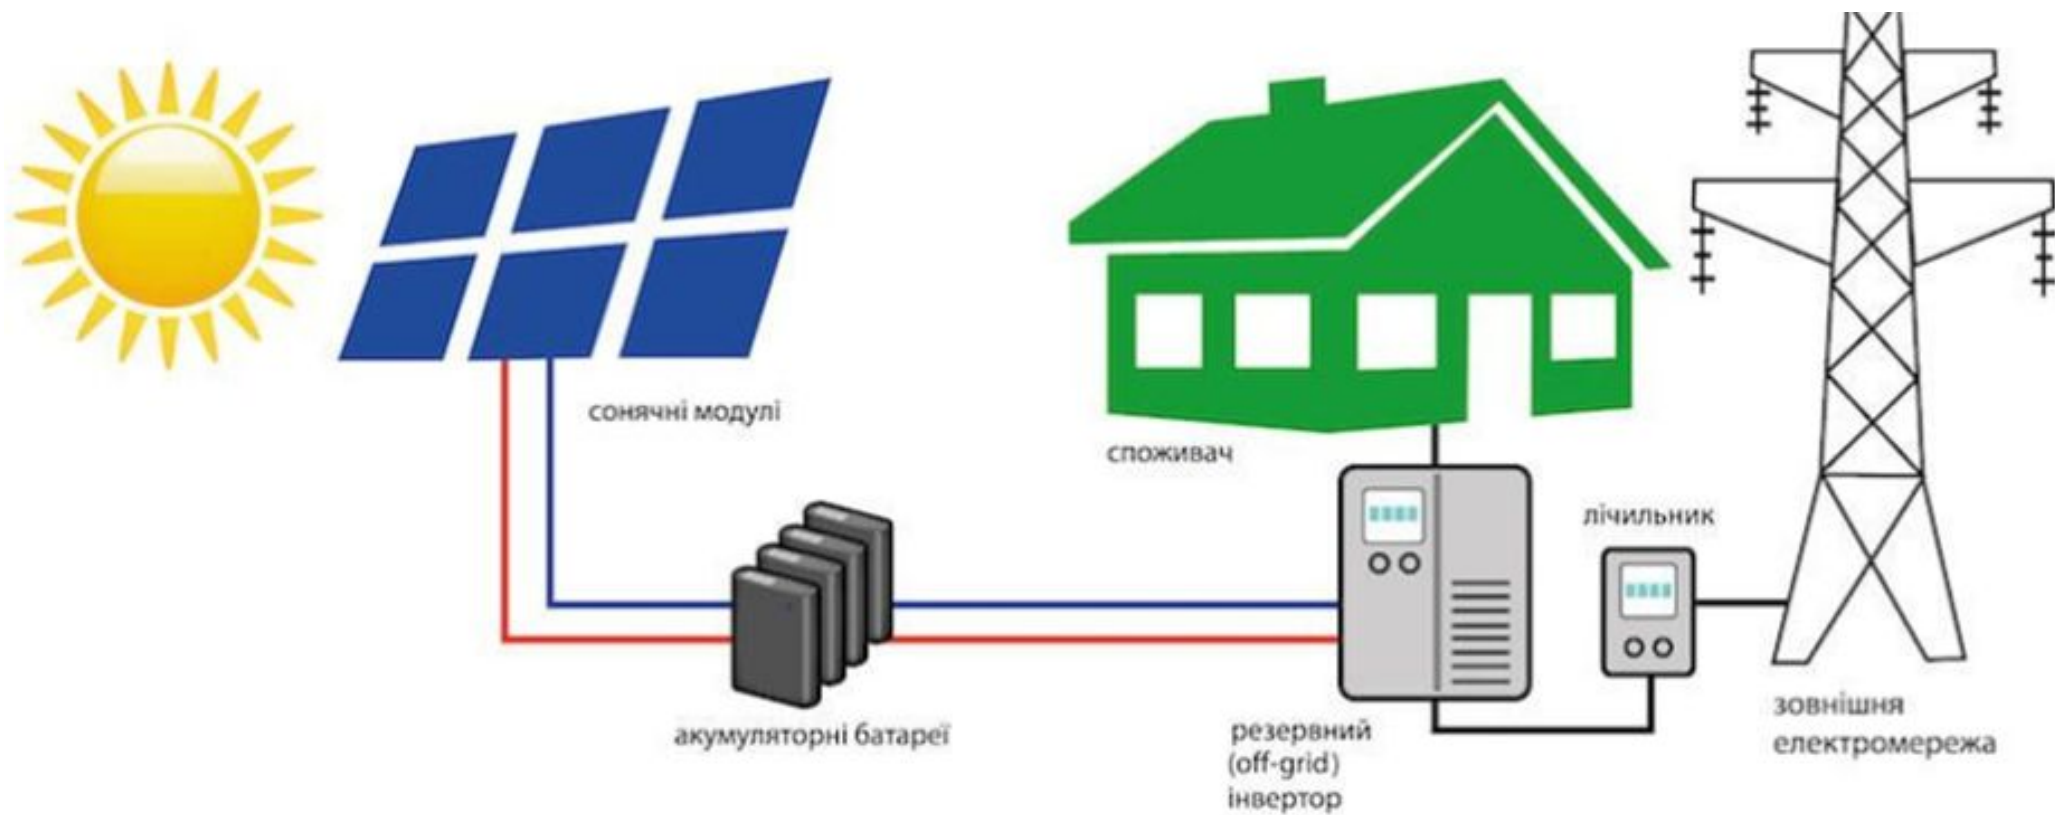 сонячні модулі
споживач
лічильник
акумуляторні батареї
резервний
(off-grid)
інвертор
зовнішня
електромережа